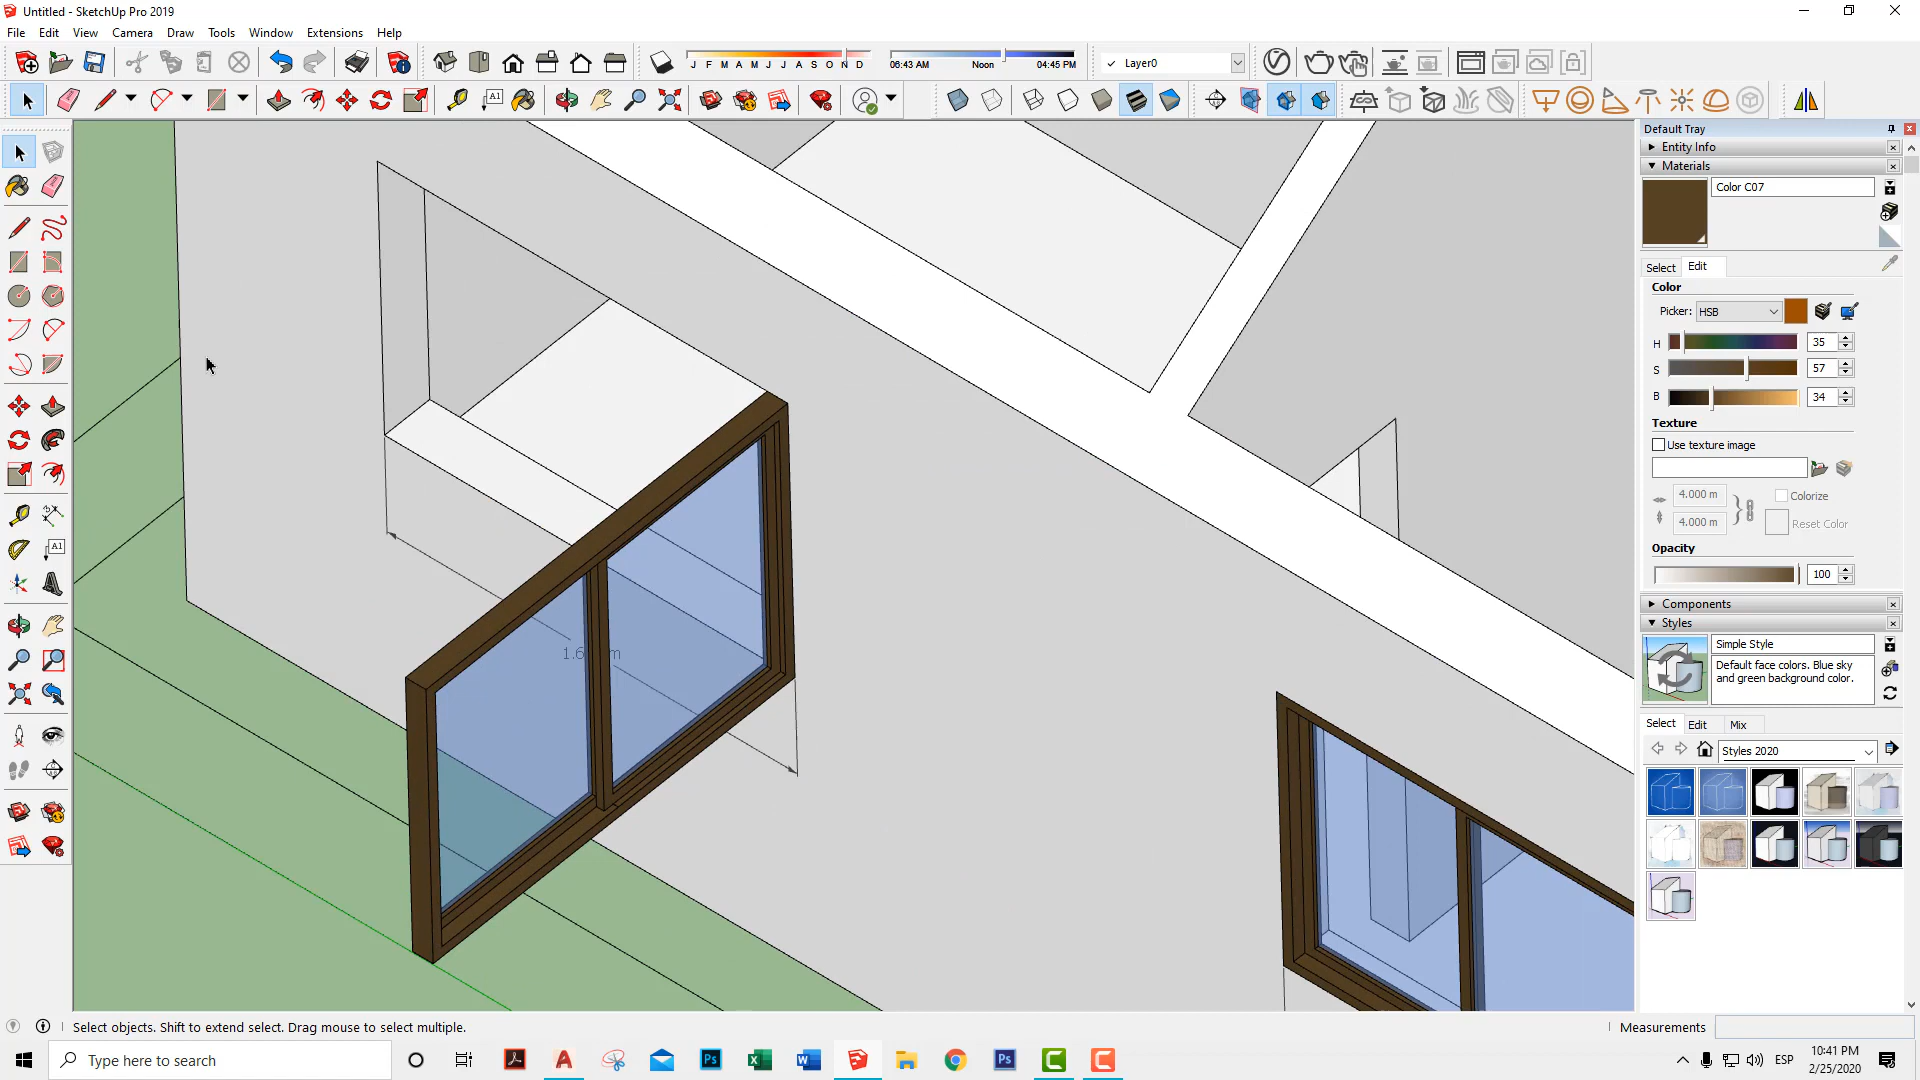 Untitled - SketchUp Pro 2019
File Edit View Camera Draw Tools Window Extensions Help
J F M A M J J A S O N D
06:43 AM Noon 04:45 PM
✓ Layer0
A1
Default Tray
Entity Info
Materials
Color C07
Select Edit
Color
Picker: HSB
H 35
S 57
B 34
Texture
Use texture image
4.000 m
Colorize
4.000 m
Reset Color
Opacity
100
Components
Styles
Simple Style
Default face colors. Blue sky
and green background color.
Select Edit Mix
Styles 2020
A1
Select objects. Shift to extend select. Drag mouse to select multiple.
Measurements
Type here to search
ESP
10:41 PM
2/25/2020